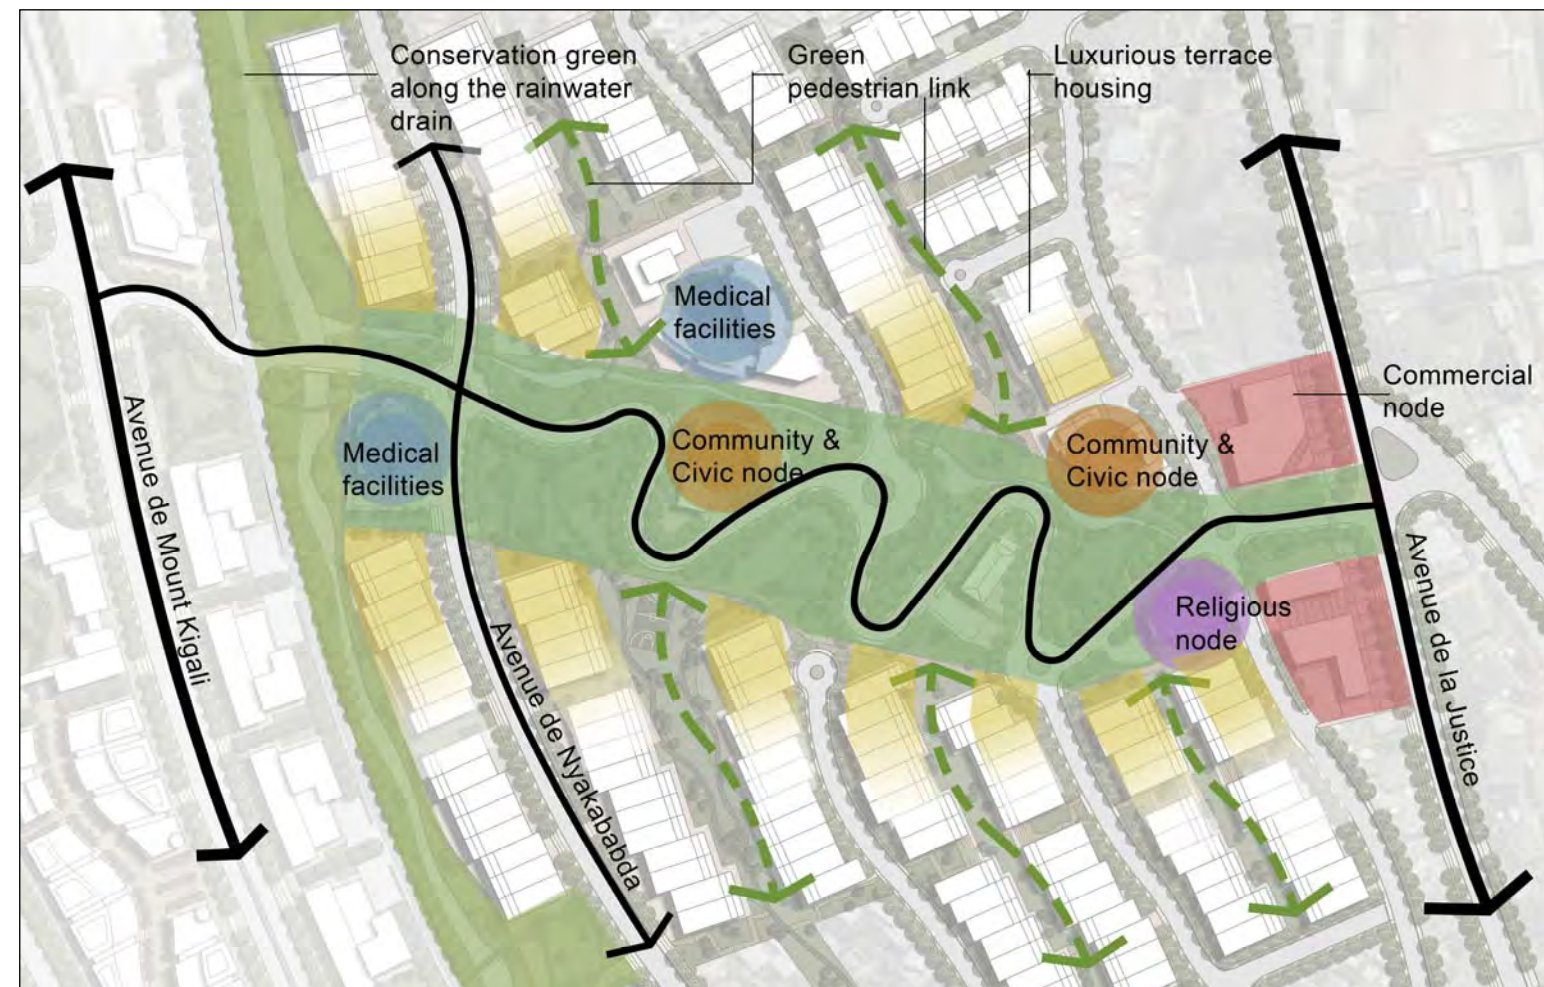 Conservation green
along the rainwater
drain
Green
pedestrian link
Luxurious terrace
housing
Medical
facilities
Commercial
node
Avenue de Mount Kigali
Medical
facilities
Community &
Civic node
Community &
Civic node
Avenue de Nyakababda
Religious
node
Avenue de la Justice